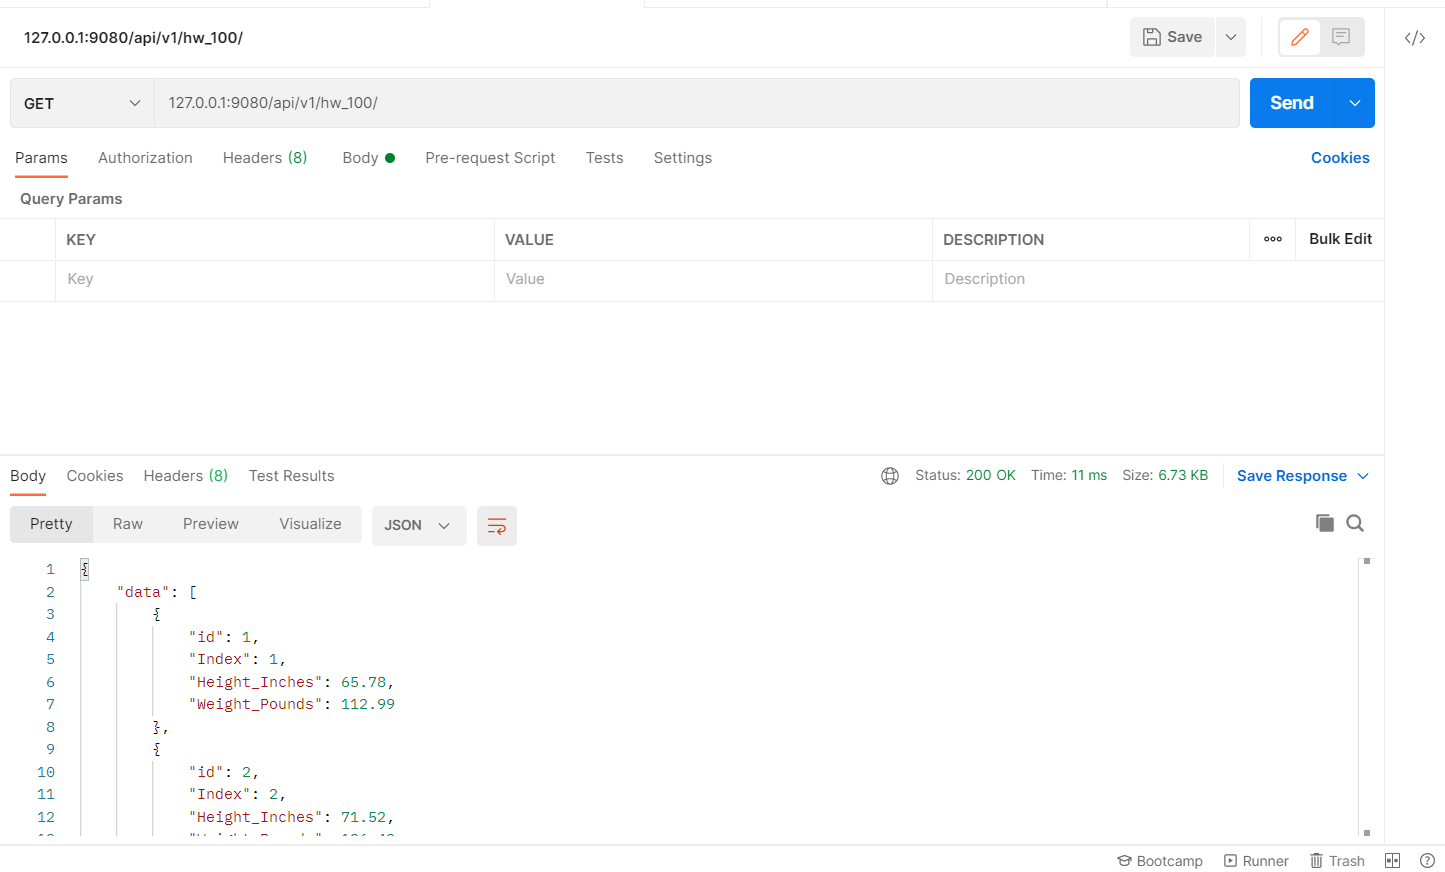 127.0.0.1:9080/api/v1/hw_100/
Save
GET
127.0.0.1:9080/api/v1/hw_100/
Send
Params Authorization Headers (8) Body Pre-request Script Tests Settings Cookies
Query Params
KEY VALUE DESCRIPTION Bulk Edit
Key Value Description
Body Cookies Headers (8) Test Results Status: 200 OK Time: 11 ms Size: 6.73 KB Save Response
Pretty Raw Preview Visualize JSON
1 {
2 "data": [
3 {
4 "id": 1,
5 "Index": 1,
6 "Height_Inches": 65.78,
7 "Weight_Pounds": 112.99
8 },
9 {
10 "id": 2,
11 "Index": 2,
12 "Height_Inches": 71.52,
Bootcamp Runner Trash